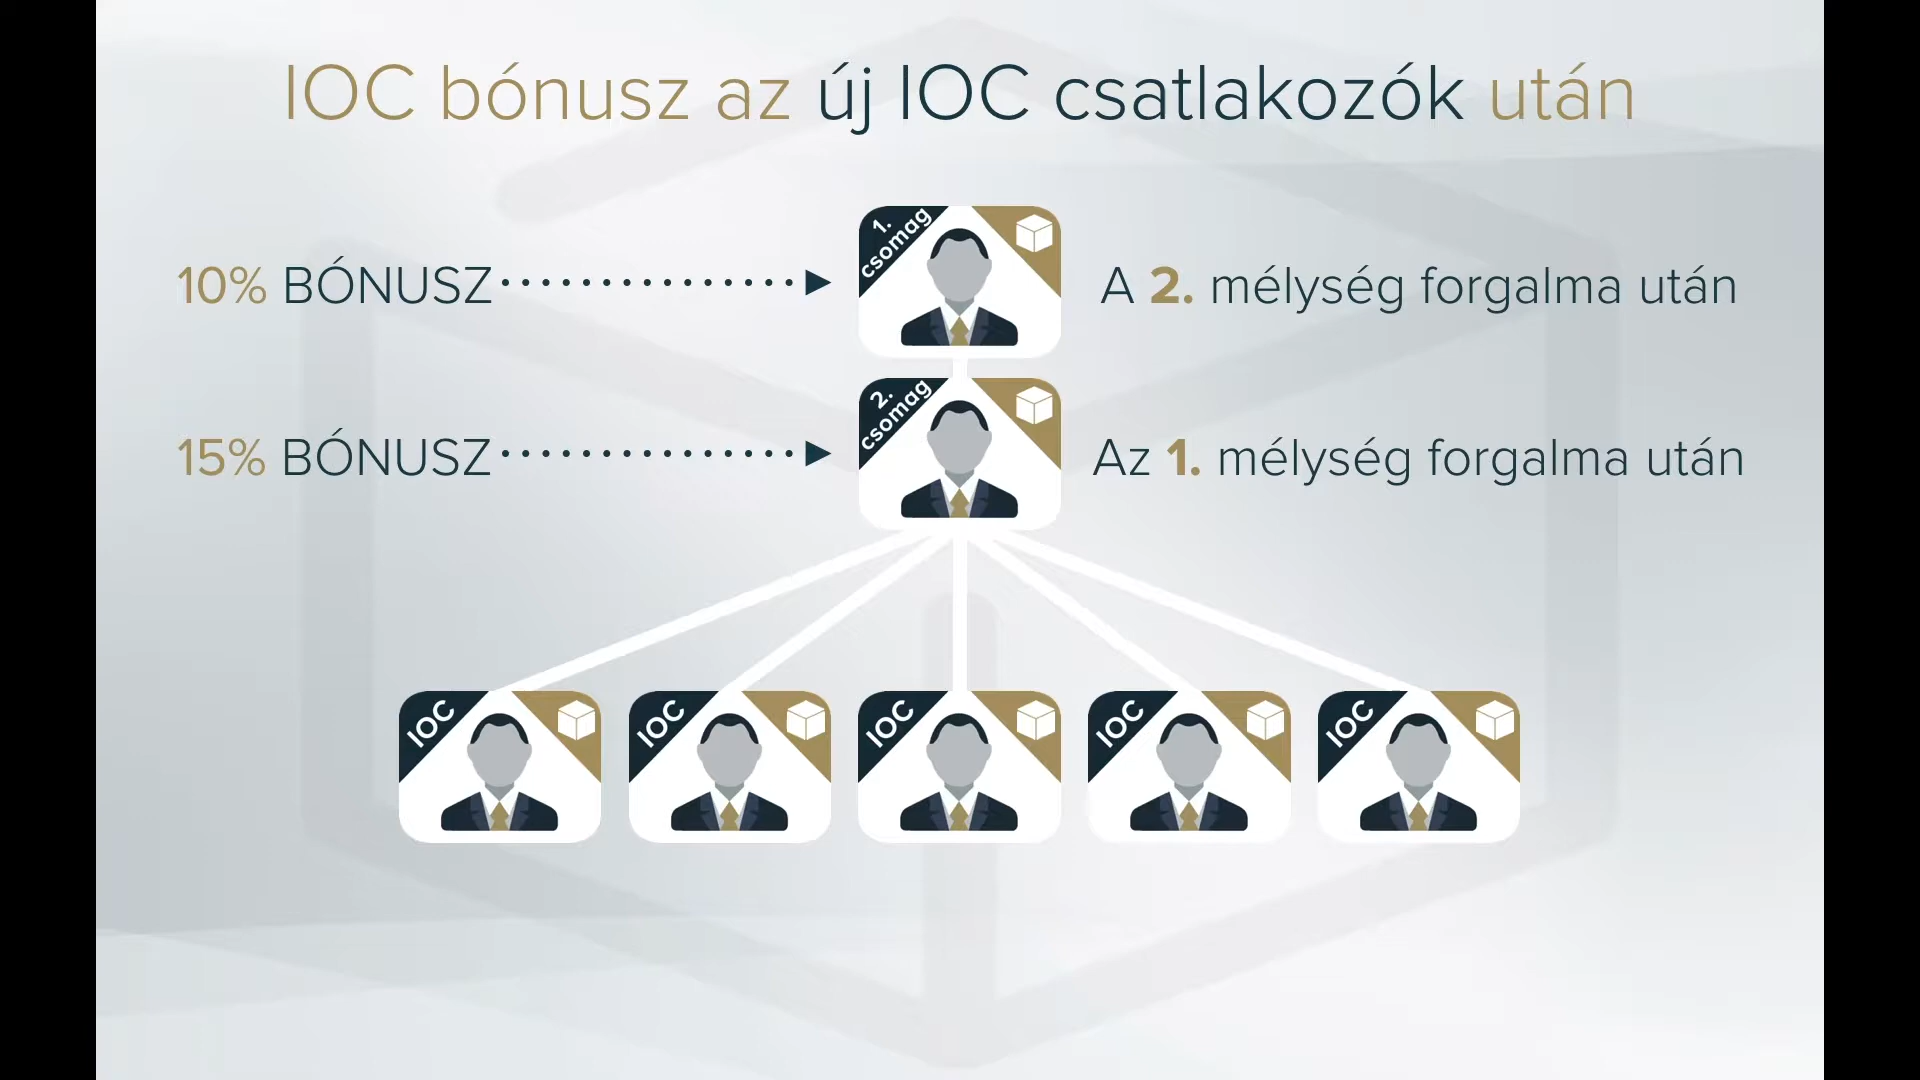 IOC bónusz az új IOC csatlakozók után
1. csomag
10% BÓNUSZ
A 2. mélység forgalma után
2. csomag
15% BÓNUSZ
Az 1. mélység forgalma után
IOC
IOC
IOC
IOC
IOC